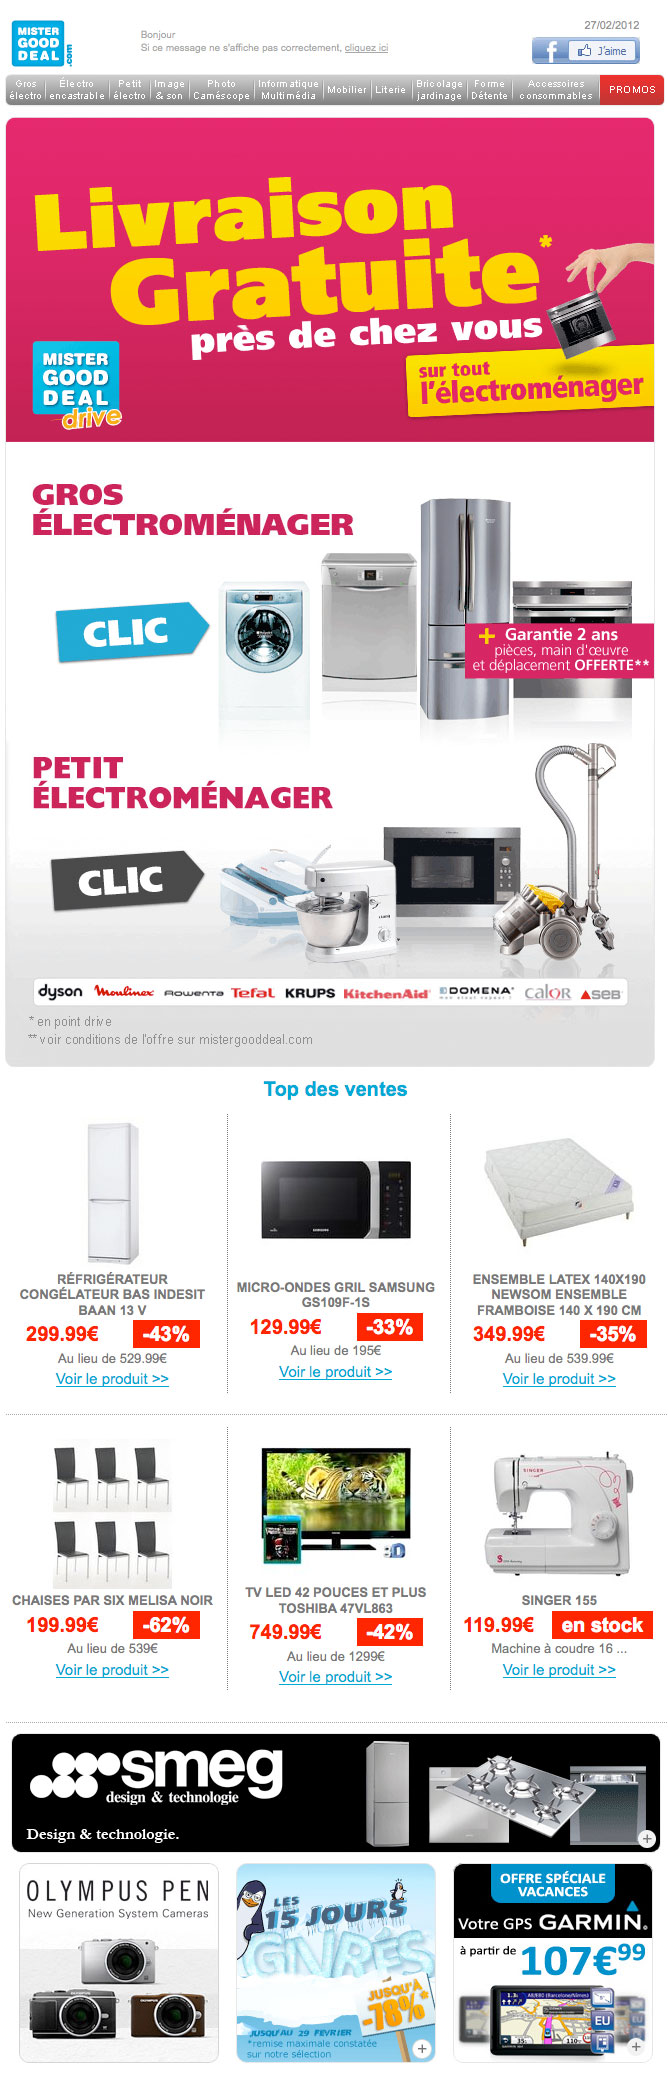 MISTER
GOOD
DEAL.com
Bonjour
Si ce message ne s'affiche pas correctement, cliquez ici
27/02/2012
f J'aime
Gros électro
Électro encastrable
Petit électro
Image & son
Photo Caméscope
Informatique Multimédia
Mobilier
Literie
Bricolage jardinage
Forme Détente
Accessoires consommables
PROMOS
Livraison
Gratuite*
près de chez vous
sur tout
l'électroménager
MISTER
GOOD
DEAL
drive
GROS
ÉLECTROMÉNAGER
CLIC
+ Garantie 2 ans
pièces, main d'œuvre
et déplacement OFFERTE**
PETIT
ÉLECTROMÉNAGER
CLIC
dyson Moulinex Rowenta Tefal KRUPS KitchenAid DOMENA calor SEB
* en point drive
** voir conditions de l'offre sur mistergooddeal.com
Top des ventes
RÉFRIGÉRATEUR
CONGÉLATEUR BAS INDESIT
BAAN 13 V
299.99€ -43%
Au lieu de 529.99€
Voir le produit >>
MICRO-ONDES GRIL SAMSUNG
GS109F-1S
129.99€ -33%
Au lieu de 195€
Voir le produit >>
ENSEMBLE LATEX 140X190
NEWSOM ENSEMBLE
FRAMBOISE 140 X 190 CM
349.99€ -35%
Au lieu de 539.99€
Voir le produit >>
CHAISES PAR SIX MELISA NOIR
199.99€ -62%
Au lieu de 539€
Voir le produit >>
TV LED 42 POUCES ET PLUS
TOSHIBA 47VL863
749.99€ -42%
Au lieu de 1299€
Voir le produit >>
SINGER
SINGER 155
119.99€ en stock
Machine à coudre 16 ...
Voir le produit >>
smeg
design & technologie
Design & technologie.
OLYMPUS PEN
New Generation System Cameras
LES
15 JOURS
GIVRÉS
JUSQU'À
-78%*
JUSQU'AU 29 FÉVRIER
*remise maximale constatée
sur notre sélection
OFFRE SPÉCIALE
VACANCES
Votre GPS GARMIN
à partir de
107€99
EU